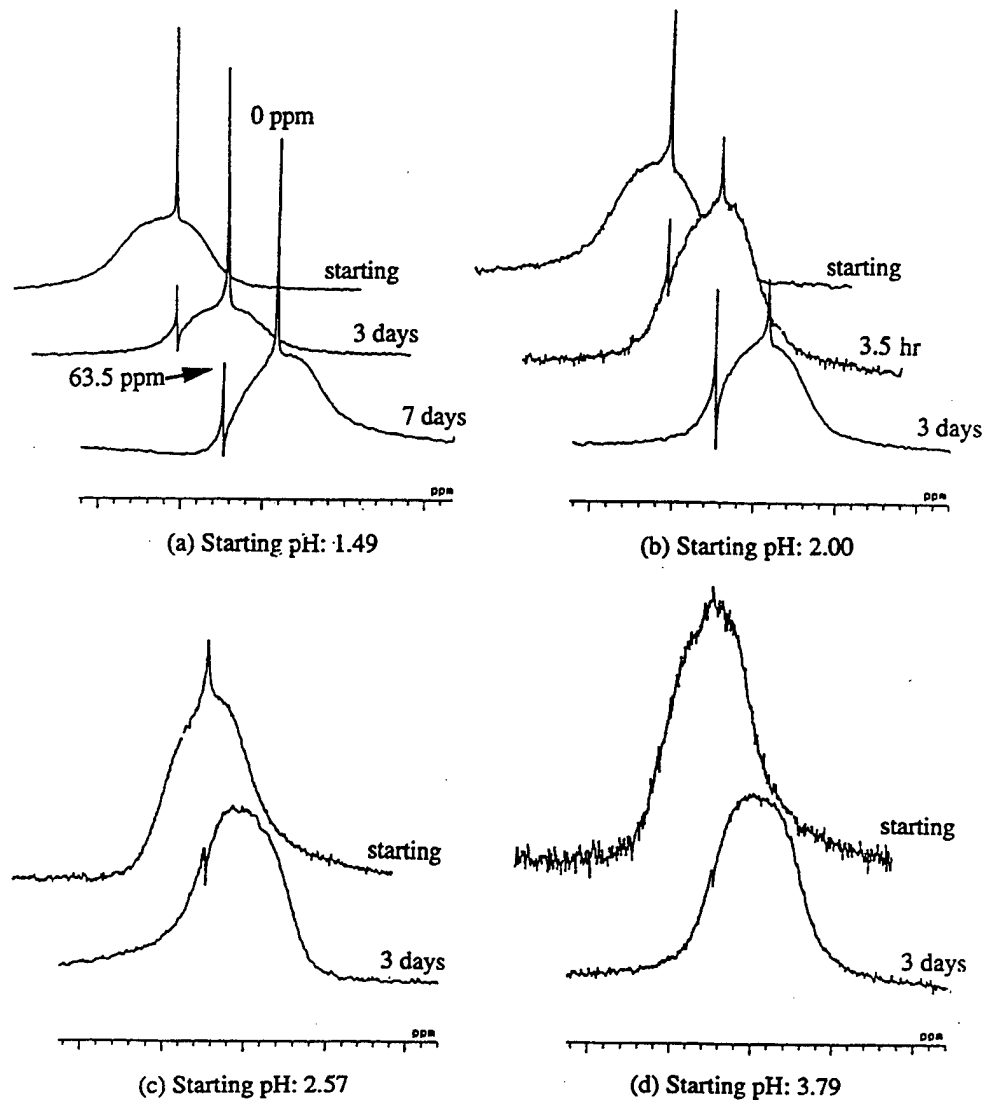 0 ppm
starting
3 days
63.5 ppm
7 days
ppm
(a) Starting pH: 1.49
starting
3.5 hr
3 days
ppm
(b) Starting pH: 2.00
starting
3 days
ppm
(c) Starting pH: 2.57
starting
3 days
ppm
(d) Starting pH: 3.79